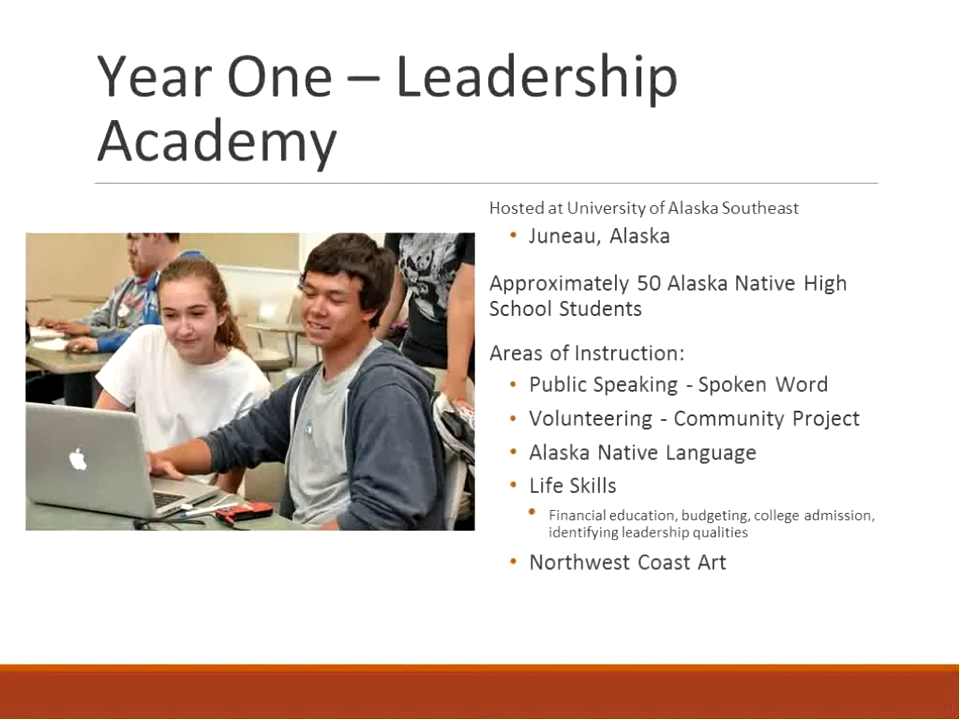 Year One – Leadership
Academy
Hosted at University of Alaska Southeast
• Juneau, Alaska
Approximately 50 Alaska Native High
School Students
Areas of Instruction:
• Public Speaking - Spoken Word
• Volunteering - Community Project
• Alaska Native Language
• Life Skills
• Financial education, budgeting, college admission,
identifying leadership qualities
• Northwest Coast Art